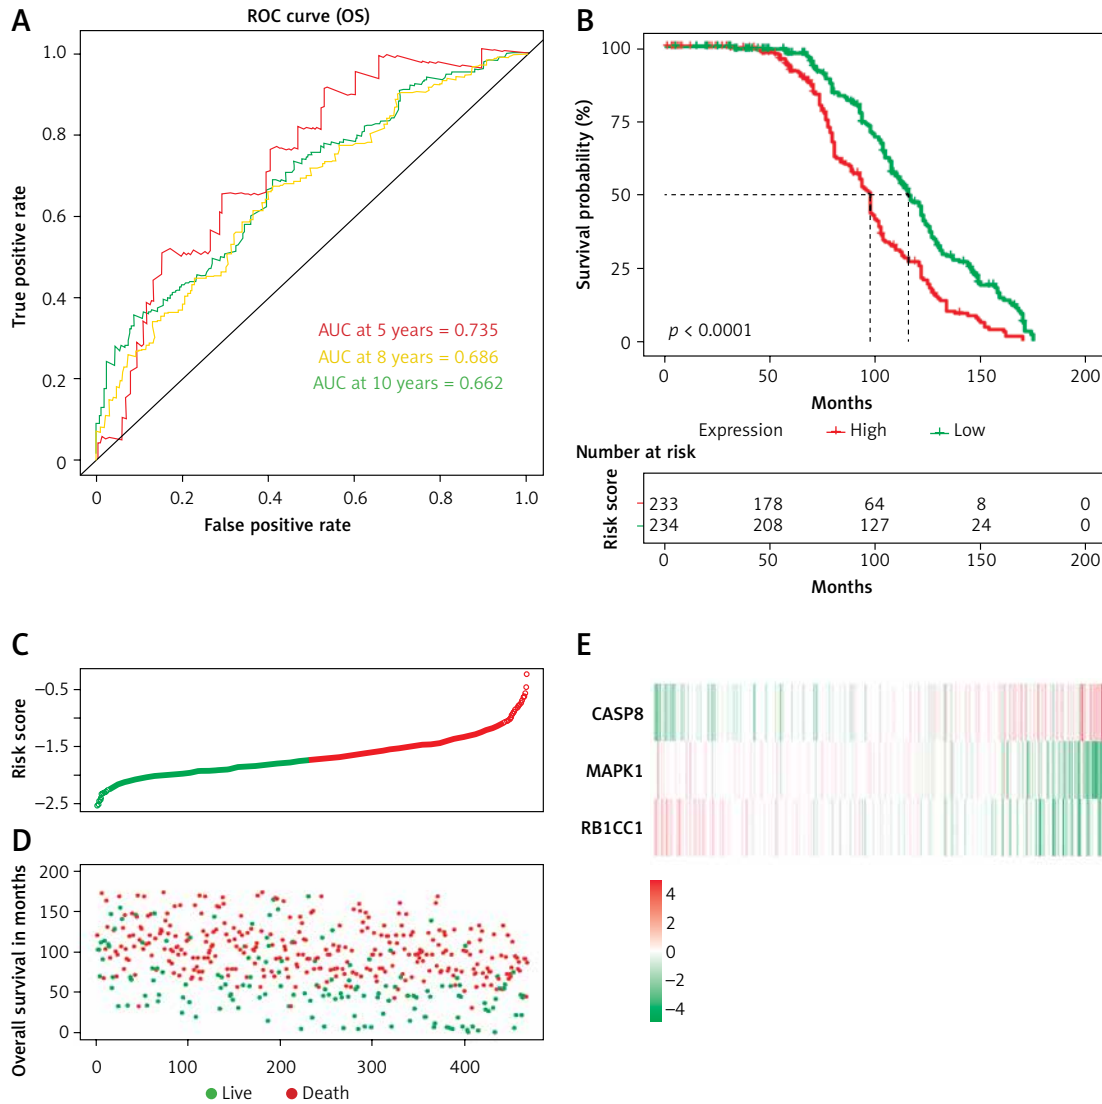 A
ROC curve (OS)
True positive rate
1.0
0.8
0.6
0.4
0.2
0
AUC at 5 years = 0.735
AUC at 8 years = 0.686
AUC at 10 years = 0.662
0 0.2 0.4 0.6 0.8 1.0
False positive rate
B
Survival probability (%)
100
75
50
25
0
p < 0.0001
0 50 100 150 200
Months
Expression High Low
Number at risk
Risk score
233 178 64 8 0
234 208 127 24 0
0 50 100 150 200
Months
C
Risk score
−0.5
−1.5
−2.5
D
Overall survival in months
200
150
100
50
0
0 100 200 300 400
Live Death
E
CASP8
MAPK1
RB1CC1
4
2
0
−2
−4